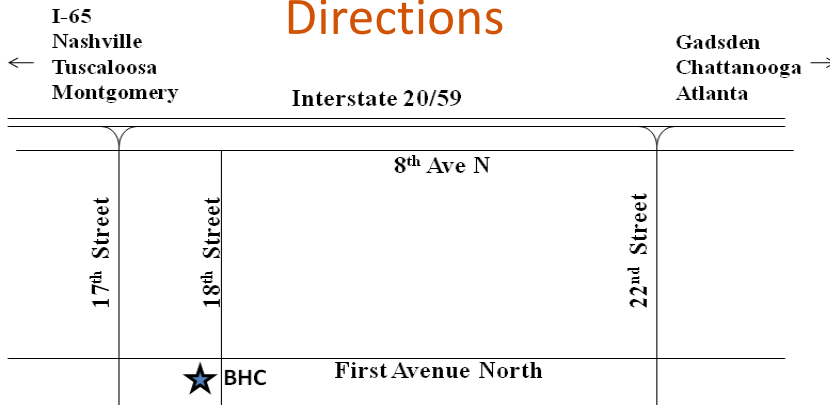 Directions
I-65
Nashville
Tuscaloosa
Montgomery
Gadsden
Chattanooga
Atlanta
Interstate 20/59
8th Ave N
17th Street
18th Street
22nd Street
First Avenue North
BHC